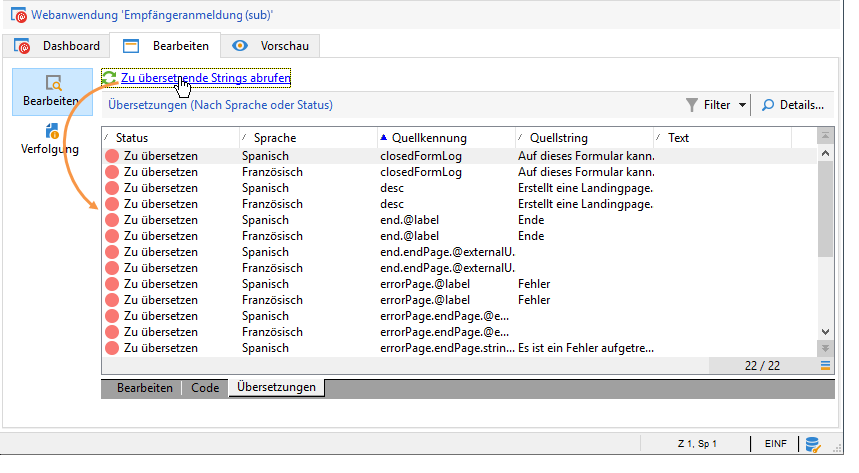 Webanwendung 'Empfängeranmeldung (sub)'
Dashboard Bearbeiten Vorschau
Zu übersetzende Strings abrufen
Bearbeiten
Verfolgung
Übersetzungen (Nach Sprache oder Status) Filter Details...
Status Sprache Quellkennung Quellstring Text
Zu übersetzen Spanisch closedFormLog Auf dieses Formular kann.
Zu übersetzen Französisch closedFormLog Auf dieses Formular kann.
Zu übersetzen Spanisch desc Erstellt eine Landingpage.
Zu übersetzen Französisch desc Erstellt eine Landingpage.
Zu übersetzen Spanisch end.@label Ende
Zu übersetzen Französisch end.@label Ende
Zu übersetzen Spanisch end.endPage.@externalU.
Zu übersetzen Französisch end.endPage.@externalU.
Zu übersetzen Spanisch errorPage.@label Fehler
Zu übersetzen Französisch errorPage.@label Fehler
Zu übersetzen Spanisch errorPage.endPage.@e...
Zu übersetzen Französisch errorPage.endPage.@e...
Zu übersetzen Spanisch errorPage.endPage.strin... Es ist ein Fehler aufgetre...
22 / 22
Bearbeiten Code Übersetzungen
Z 1, Sp 1 EINF